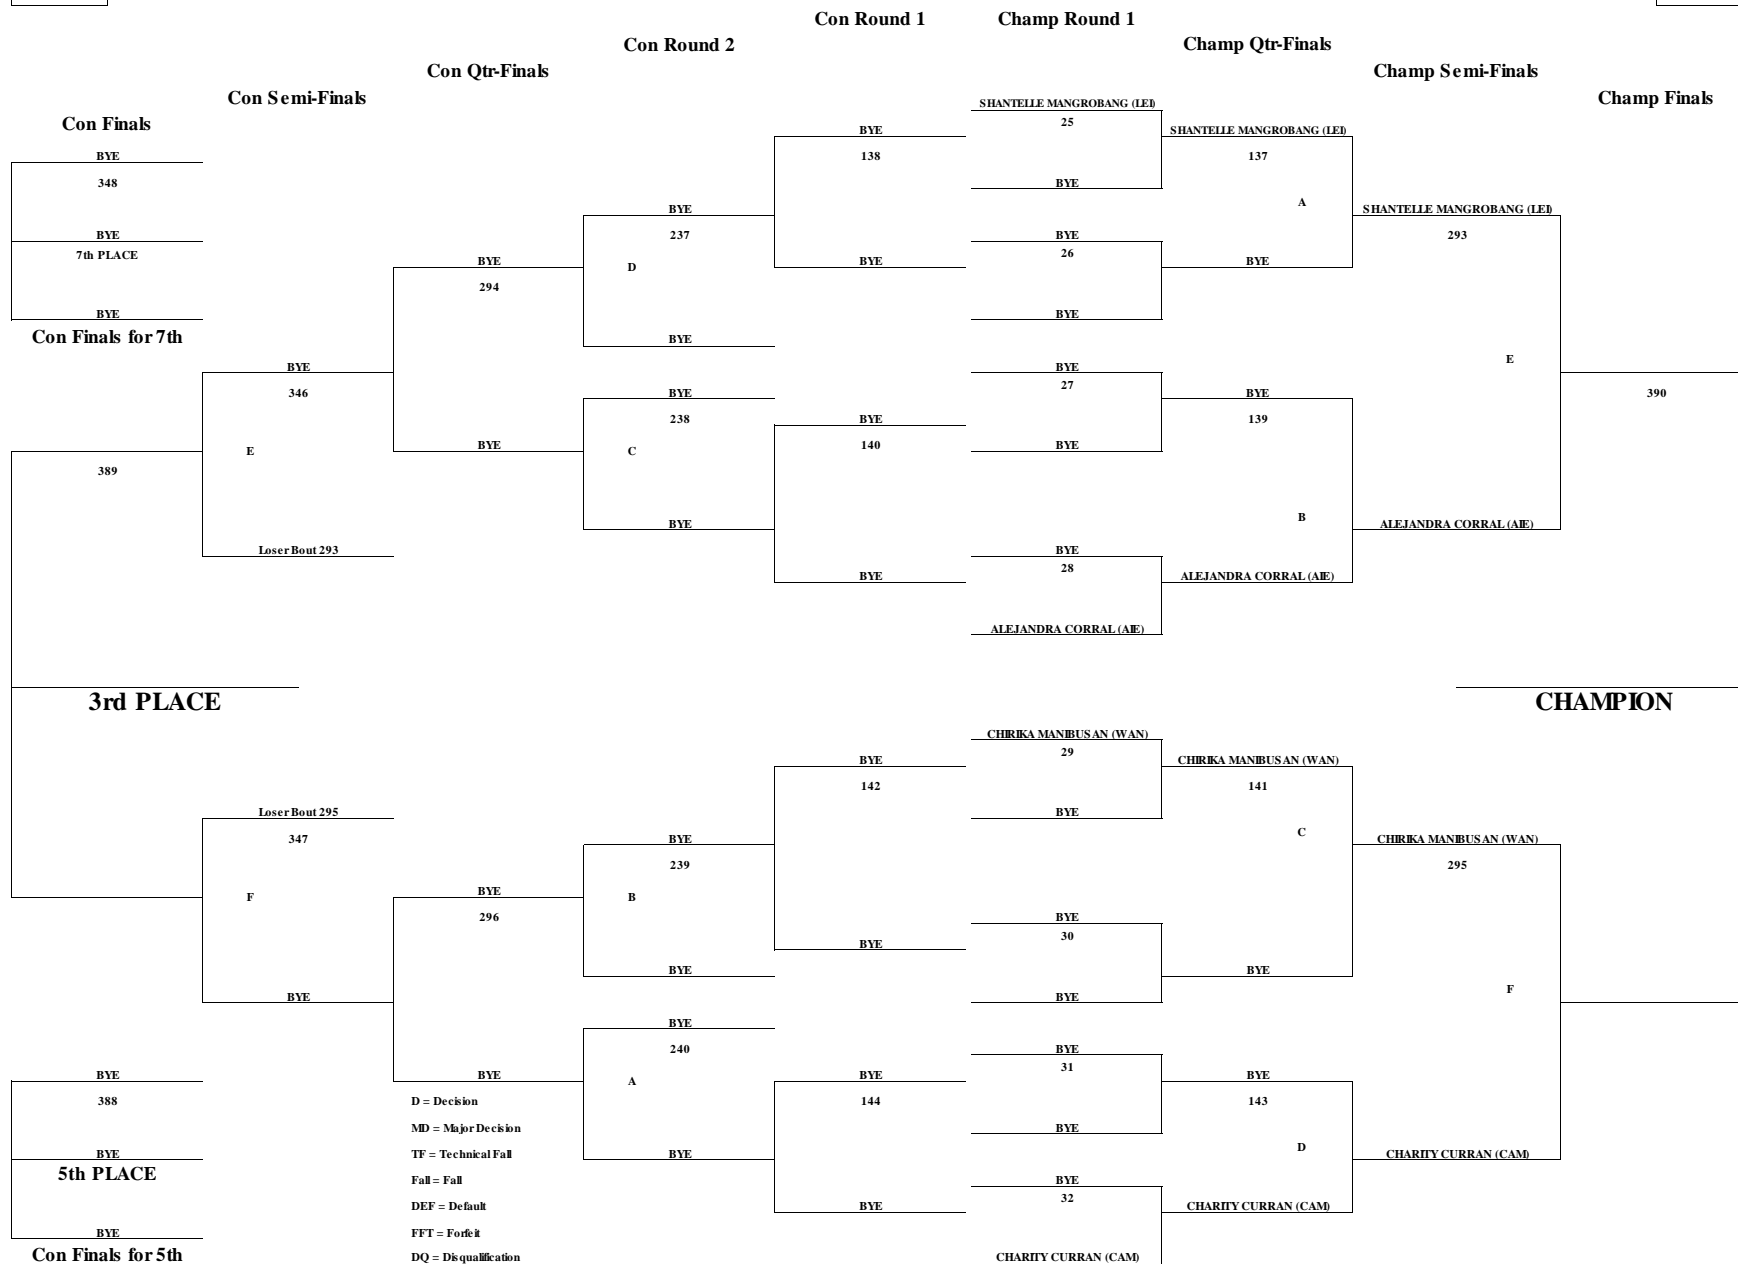 Con Round 1
Champ Round 1
Con Round 2
Champ Qtr-Finals
Con Qtr-Finals
Champ Semi-Finals
Con Semi-Finals
Champ Finals
Con Finals
SHANTELLE MANGROBANG (LEI)
25
BYE
SHANTELLE MANGROBANG (LEI)
BYE
138
137
348
BYE
A
BYE
SHANTELLE MANGROBANG (LEI)
BYE
BYE
237
293
7th PLACE
26
BYE
D
BYE
BYE
294
BYE
BYE
Con Finals for 7th
BYE
E
BYE
BYE
27
346
BYE
BYE
390
238
BYE
139
E
BYE
C
140
BYE
389
B
BYE
ALEJANDRA CORRAL (AIE)
Loser Bout 293
BYE
28
BYE
ALEJANDRA CORRAL (AIE)
ALEJANDRA CORRAL (AIE)
3rd PLACE
CHAMPION
CHIRIKA MANIBUSAN (WAN)
29
BYE
CHIRIKA MANIBUSAN (WAN)
142
141
Loser Bout 295
BYE
C
347
BYE
CHIRIKA MANIBUSAN (WAN)
239
295
BYE
F
B
296
BYE
30
BYE
BYE
BYE
F
BYE
BYE
BYE
240
BYE
31
BYE
BYE
A
BYE
BYE
388
D = Decision
144
143
MD = Major Decision
BYE
D
BYE
TF = Technical Fall
BYE
CHARITY CURRAN (CAM)
5th PLACE
Fall = Fall
BYE
32
DEF = Default
BYE
CHARITY CURRAN (CAM)
BYE
FFT = Forfeit
Con Finals for 5th
DQ = Disqualification
CHARITY CURRAN (CAM)